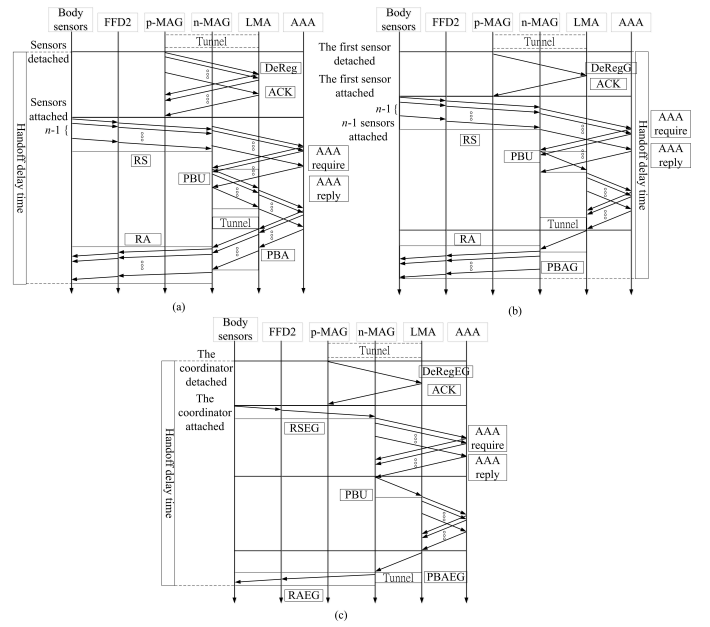 Body sensors
FFD2
p-MAG
n-MAG
LMA
AAA
Tunnel
Sensors detached
DeReg
ACK
Sensors attached
n-1 {
RS
AAA require
PBU
AAA reply
Tunnel
RA
PBA
Handoff delay time
(a)
Body sensors
FFD2
p-MAG
n-MAG
LMA
AAA
Tunnel
The first sensor detached
DeRegG
The first sensor attached
ACK
n-1 {
n-1 sensors attached
RS
AAA require
PBU
AAA reply
Tunnel
RA
PBAG
Handoff delay time
(b)
Body sensors
FFD2
p-MAG
n-MAG
LMA
AAA
Tunnel
The coordinator detached
DeRegEG
ACK
The coordinator attached
RSEG
AAA require
AAA reply
PBU
Tunnel
PBAEG
RAEG
Handoff delay time
(c)